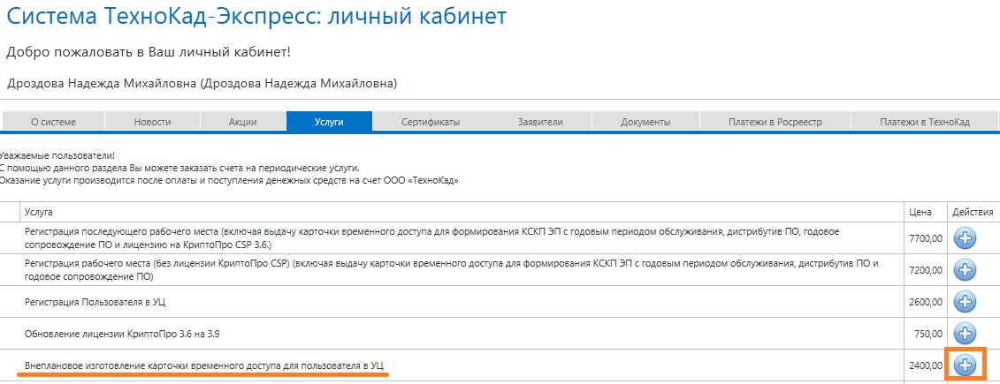 Система ТехноКад-Экспресс: личный кабинет
Добро пожаловать в Ваш личный кабинет!
Дроздова Надежда Михайловна (Дроздова Надежда Михайловна)
О системе Новости Акции Услуги Сертификаты Заявители Документы Платежи в Росреестр Платежи в ТехноКад
Уважаемые пользователи!
С помощью данного раздела Вы можете заказать счета на периодические услуги.
Оказание услуги производится после оплаты и поступления денежных средств на счет ООО «ТехноКад»
Услуга Цена Действия
Регистрация последующего рабочего места (включая выдачу карточки временного доступа для формирования КСКП ЭП с годовым периодом обслуживания, дистрибутив ПО, годовое
сопровождение ПО и лицензию на КриптоПро CSP 3.6.) 7700,00
Регистрация рабочего места (без лицензии КриптоПро CSP) (включая выдачу карточки временного доступа для формирования КСКП ЭП с годовым периодом обслуживания, дистрибутив ПО и
годовое сопровождение ПО) 7200,00
Регистрация Пользователя в УЦ 2600,00
Обновление лицензии КриптоПро 3.6 на 3.9 750,00
Внеплановое изготовление карточки временного доступа для пользователя в УЦ 2400,00